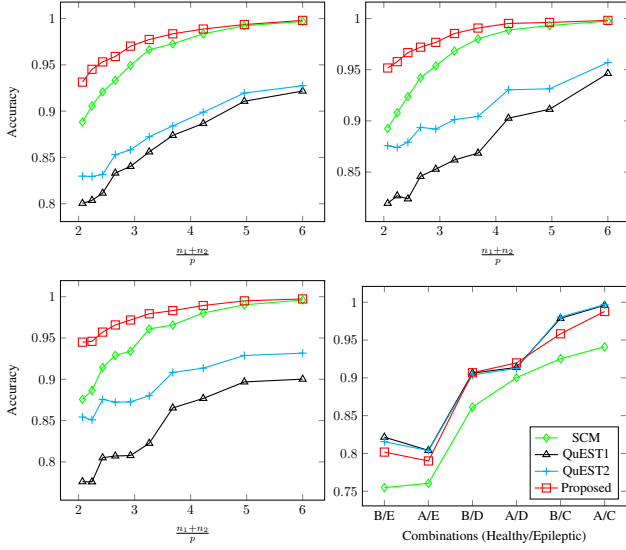 1
0.95
0.9
0.85
0.8
Accuracy
2 3 4 5 6
n₁+n₂
p
1
0.95
0.9
0.85
2 3 4 5 6
n₁+n₂
p
1
0.95
0.9
0.85
0.8
Accuracy
2 3 4 5 6
n₁+n₂
p
1
0.95
0.9
0.85
0.8
0.75
SCM
QuEST1
QuEST2
Proposed
B/E A/E B/D A/D B/C A/C
Combinations (Healthy/Epileptic)